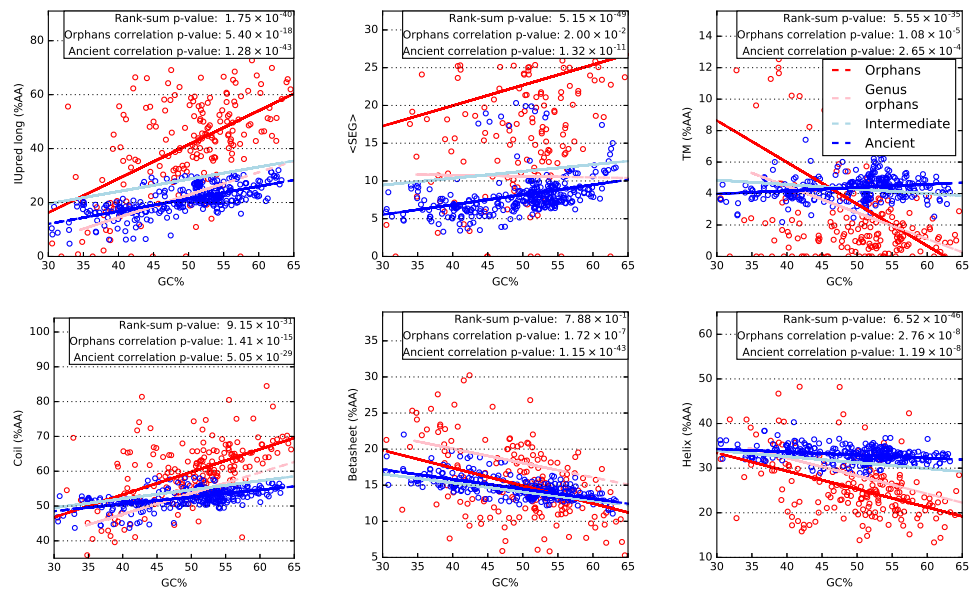 Rank-sum p-value: 1.75 × 10^-40
Orphans correlation p-value: 5.40 × 10^-18
Ancient correlation p-value: 1.28 × 10^-43
IUpred long (%AA)
80
60
40
20
0
30 35 40 45 50 55 60 65
GC%
Rank-sum p-value: 5.15 × 10^-49
Orphans correlation p-value: 2.00 × 10^-2
Ancient correlation p-value: 1.32 × 10^-11
<SEG>
30
25
20
15
10
5
0
30 35 40 45 50 55 60 65
GC%
Rank-sum p-value: 5.55 × 10^-35
Orphans correlation p-value: 1.08 × 10^-5
Ancient correlation p-value: 2.65 × 10^-4
Orphans
Genus
orphans
Intermediate
Ancient
TM (%AA)
14
12
10
8
6
4
2
0
30 35 40 45 50 55 60 65
GC%
Rank-sum p-value: 9.15 × 10^-31
Orphans correlation p-value: 1.41 × 10^-15
Ancient correlation p-value: 5.05 × 10^-29
Coil (%AA)
100
90
80
70
60
50
40
30 35 40 45 50 55 60 65
GC%
Rank-sum p-value: 7.88 × 10^-1
Orphans correlation p-value: 1.72 × 10^-7
Ancient correlation p-value: 1.15 × 10^-43
Betasheet (%AA)
35
30
25
20
15
10
5
30 35 40 45 50 55 60 65
GC%
Rank-sum p-value: 6.52 × 10^-46
Orphans correlation p-value: 2.76 × 10^-8
Ancient correlation p-value: 1.19 × 10^-8
Helix (%AA)
60
50
40
30
20
10
30 35 40 45 50 55 60 65
GC%